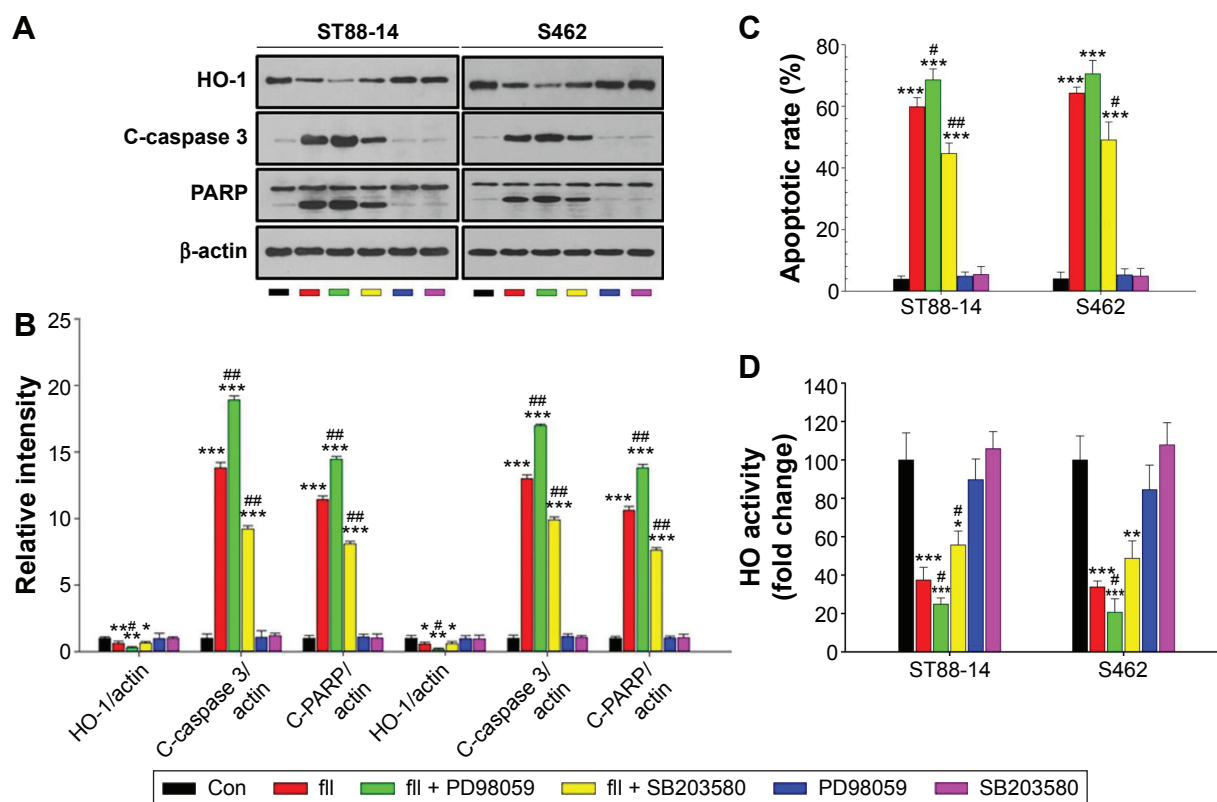 A
ST88-14 S462
HO-1
C-caspase 3
PARP
β-actin
B
Relative intensity
25
20
15
10
5
0
** # ** *
*** ## *** ## ***
*** ## *** ## ***
* # ** *
*** ## *** ## ***
*** ## *** ## ***
HO-1/actin
C-caspase 3/
actin
C-PARP/
actin
HO-1/actin
C-caspase 3/
actin
C-PARP/
actin
C
Apoptotic rate (%)
80
60
40
20
0
*** # *** ## ***
*** *** # ***
ST88-14 S462
D
HO activity
(fold change)
140
120
100
80
60
40
20
0
*** # *** # *
*** # *** **
ST88-14 S462
Con fII fII + PD98059 fII + SB203580 PD98059 SB203580